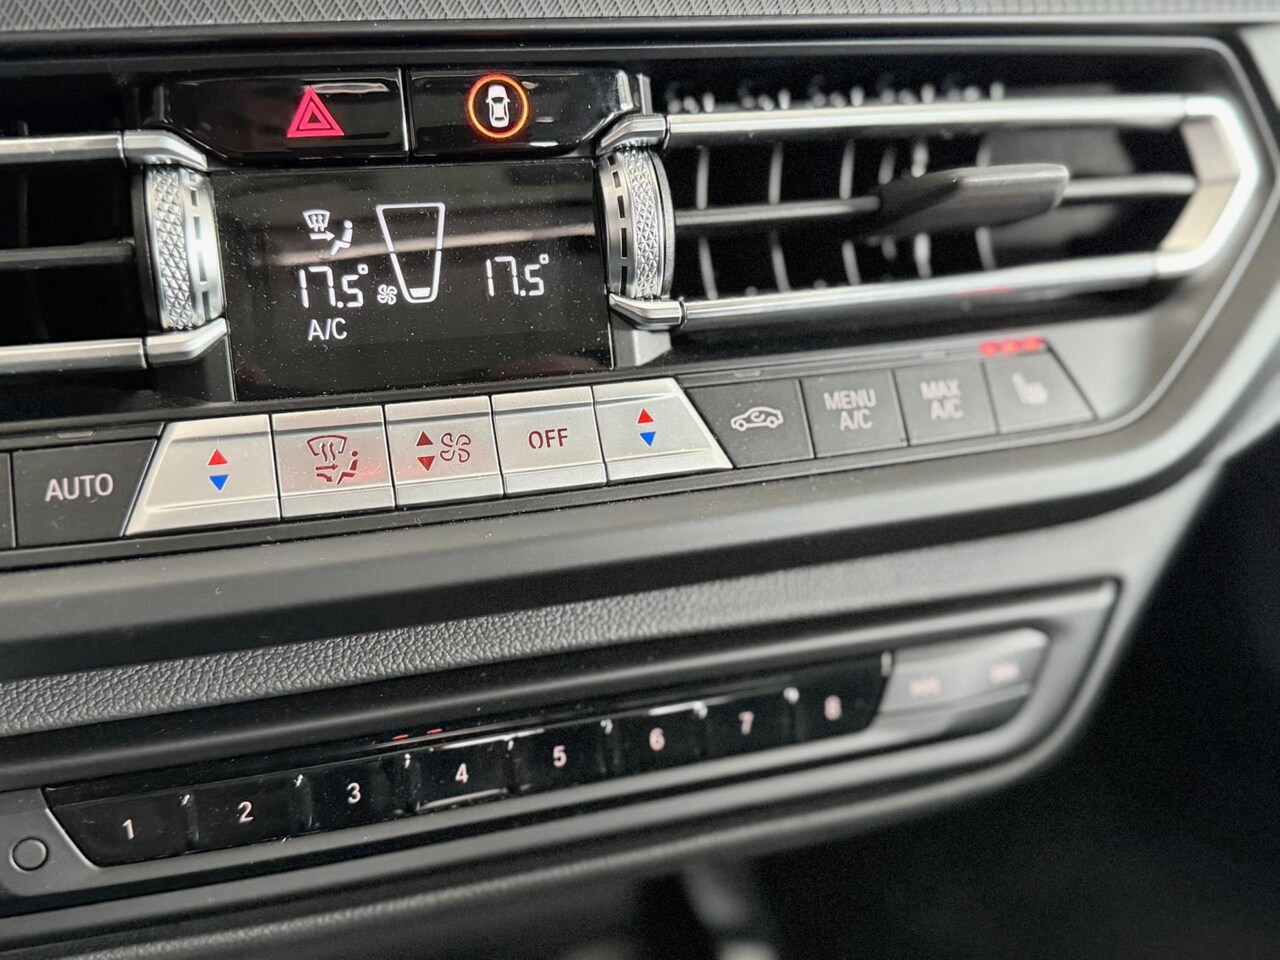 17.5° 17.5°
A/C
AUTO
OFF
MENU
A/C
MAX
A/C
1 2 3 4 5 6 7 8